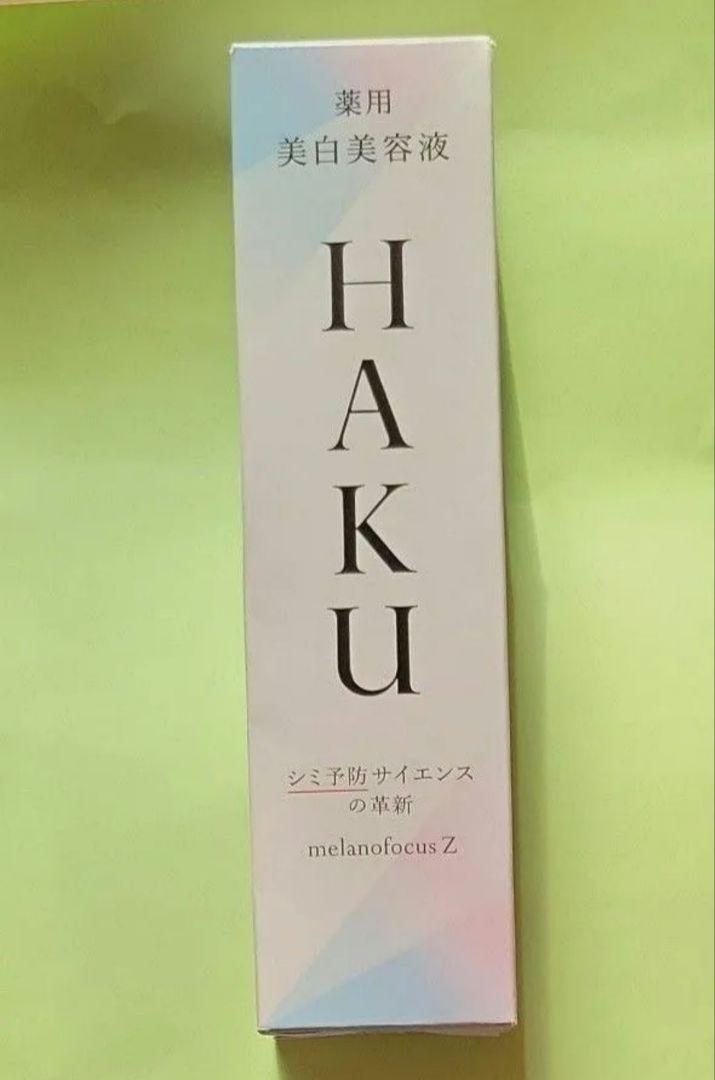 薬用
美白美容液
HAKU
シミ予防サイエンス
の革新
melanofocus Z